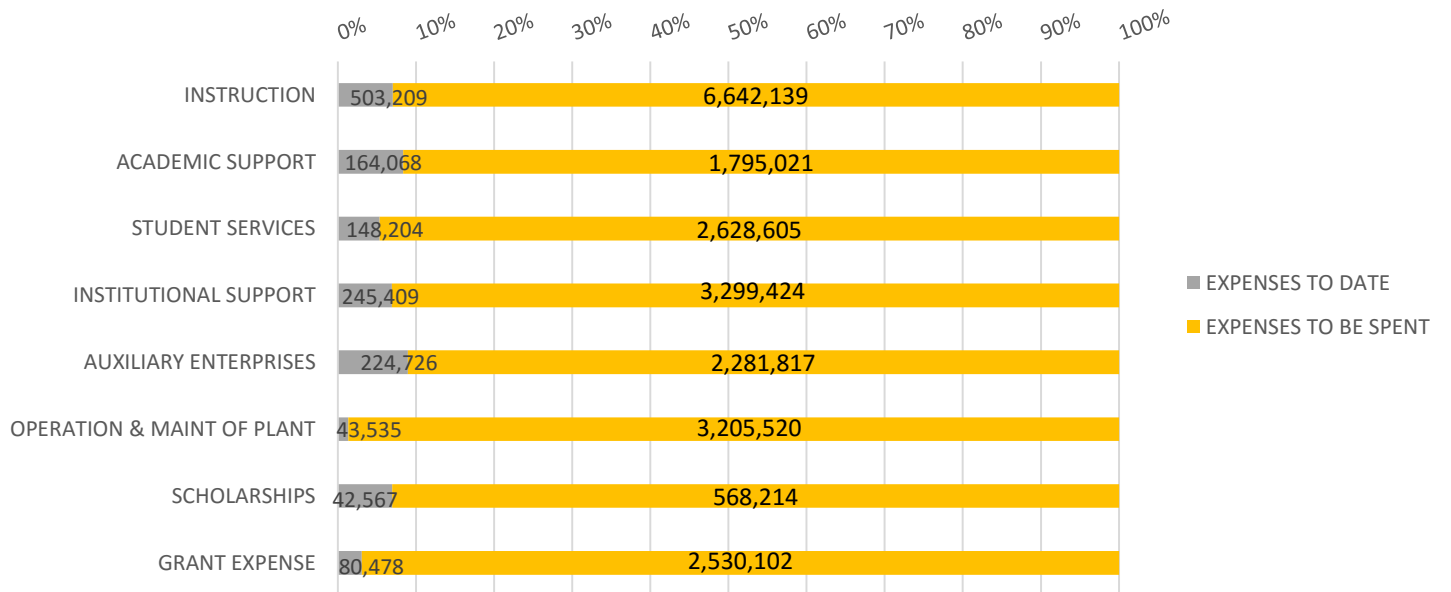 0% 10% 20% 30% 40% 50% 60% 70% 80% 90% 100%
INSTRUCTION 503,209 6,642,139
ACADEMIC SUPPORT 164,068 1,795,021
STUDENT SERVICES 148,204 2,628,605
INSTITUTIONAL SUPPORT 245,409 3,299,424
EXPENSES TO DATE
EXPENSES TO BE SPENT
AUXILIARY ENTERPRISES 224,726 2,281,817
OPERATION & MAINT OF PLANT 43,535 3,205,520
SCHOLARSHIPS 42,567 568,214
GRANT EXPENSE 80,478 2,530,102